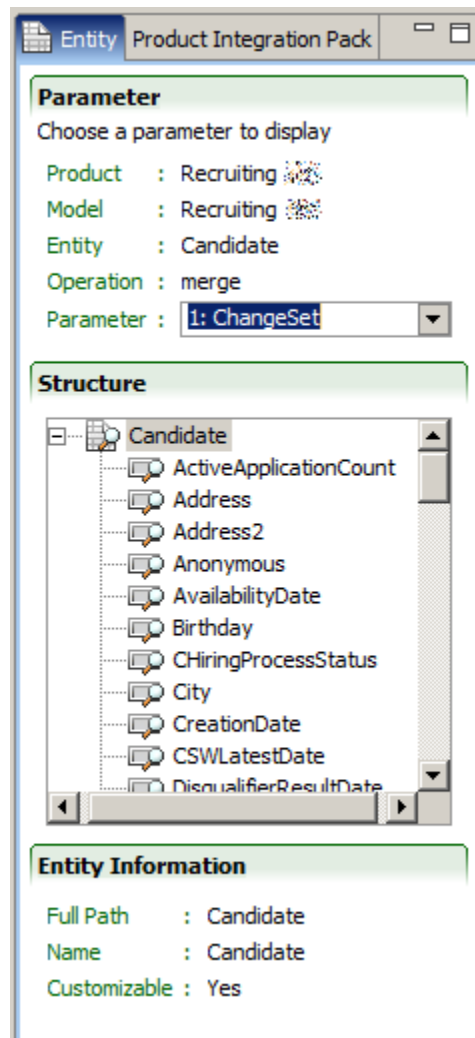 Entity Product Integration Pack
Parameter
Choose a parameter to display
Product : Recruiting
Model : Recruiting
Entity : Candidate
Operation : merge
Parameter : 1: ChangeSet
Structure
Candidate
ActiveApplicationCount
Address
Address2
Anonymous
AvailabilityDate
Birthday
CHiringProcessStatus
City
CreationDate
CSWLatestDate
DisqualifierResultDate
Entity Information
Full Path : Candidate
Name : Candidate
Customizable : Yes